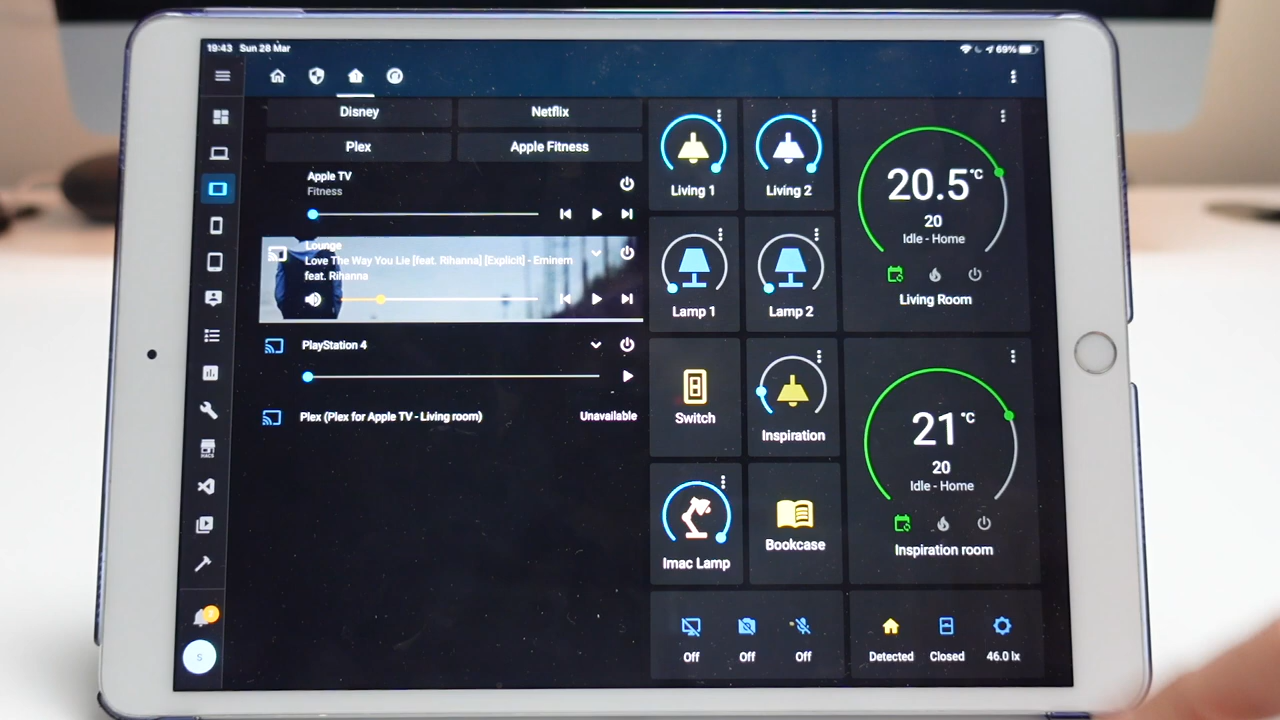 19:43 Sun 28 Mar
69%
Disney
Netflix
Plex
Apple Fitness
Apple TV
Fitness
Lounge
Love The Way You Lie [feat. Rihanna] [Explicit] - Eminem
feat. Rihanna
PlayStation 4
Plex (Plex for Apple TV - Living room)
Unavailable
Living 1
Living 2
Lamp 1
Lamp 2
Switch
Inspiration
Imac Lamp
Bookcase
Off
Off
Off
20.5°C
20
Idle - Home
Living Room
21°C
20
Idle - Home
Inspiration room
Detected
Closed
46.0 lx
HACS
S